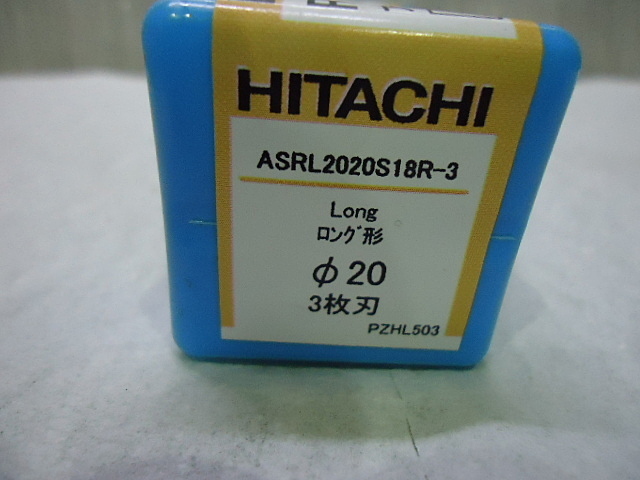 HITACHI
ASRL2020S18R-3
Long
ﾛﾝｸﾞ形
φ20
3枚刃
PZHL503